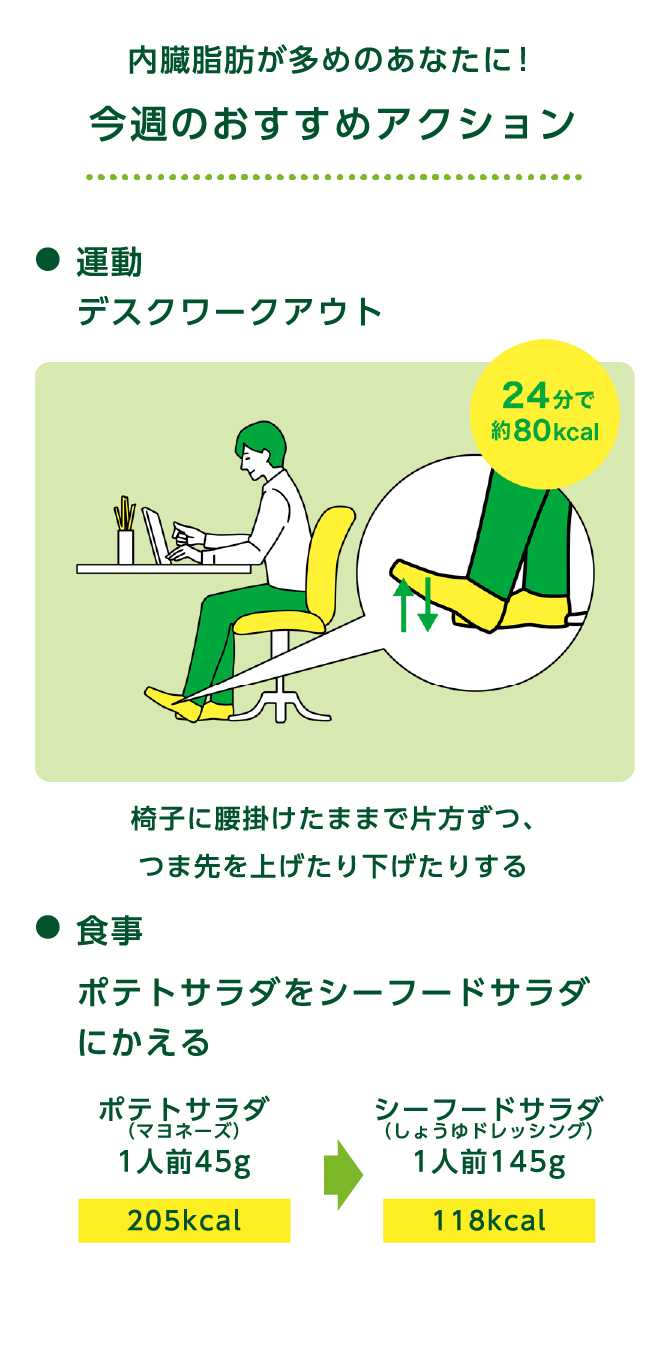 内臓脂肪が多めのあなたに!
今週のおすすめアクション
● 運動
デスクワークアウト
24分で
約80kcal
椅子に腰掛けたままで片方ずつ、
つま先を上げたり下げたりする
● 食事
ポテトサラダをシーフードサラダ
にかえる
ポテトサラダ
(マヨネーズ)
1人前45g
205kcal
シーフードサラダ
(しょうゆドレッシング)
1人前145g
118kcal